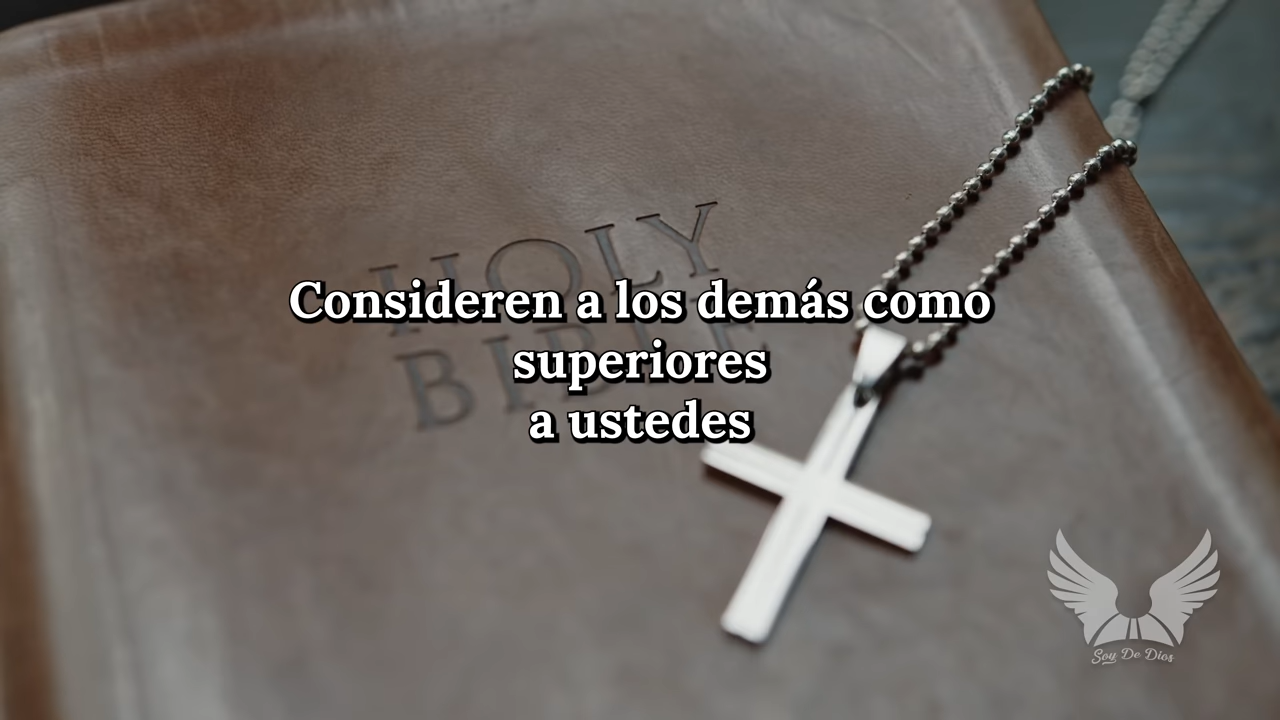 HOLY
BIBLE
Consideren a los demás como
superiores
a ustedes
Soy De Dios